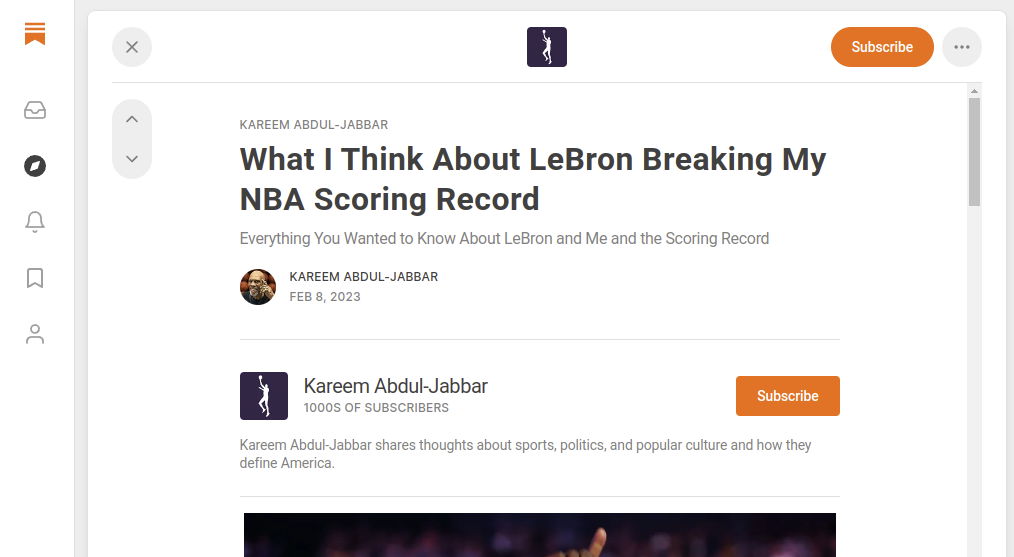 Subscribe
KAREEM ABDUL-JABBAR
What I Think About LeBron Breaking My
NBA Scoring Record
Everything You Wanted to Know About LeBron and Me and the Scoring Record
KAREEM ABDUL-JABBAR
FEB 8, 2023
Kareem Abdul-Jabbar
1000S OF SUBSCRIBERS
Subscribe
Kareem Abdul-Jabbar shares thoughts about sports, politics, and popular culture and how they
define America.